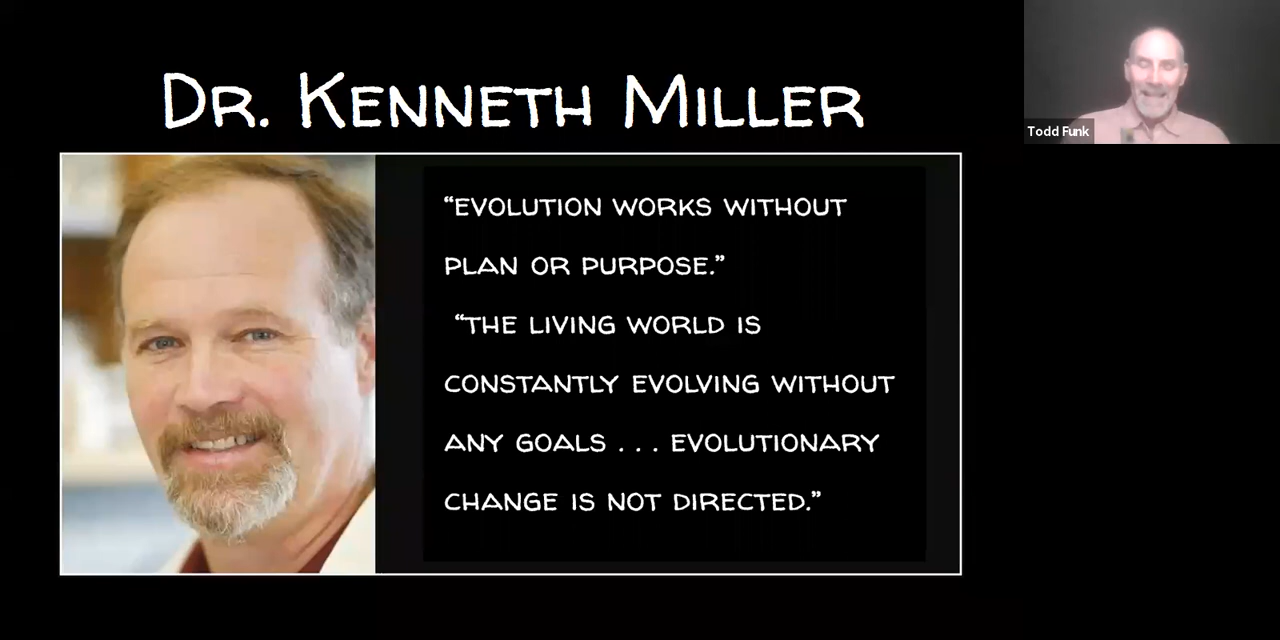 DR. KENNETH MILLER
Todd Funk
“EVOLUTION WORKS WITHOUT
PLAN OR PURPOSE.”
“THE LIVING WORLD IS
CONSTANTLY EVOLVING WITHOUT
ANY GOALS . . . EVOLUTIONARY
CHANGE IS NOT DIRECTED.”